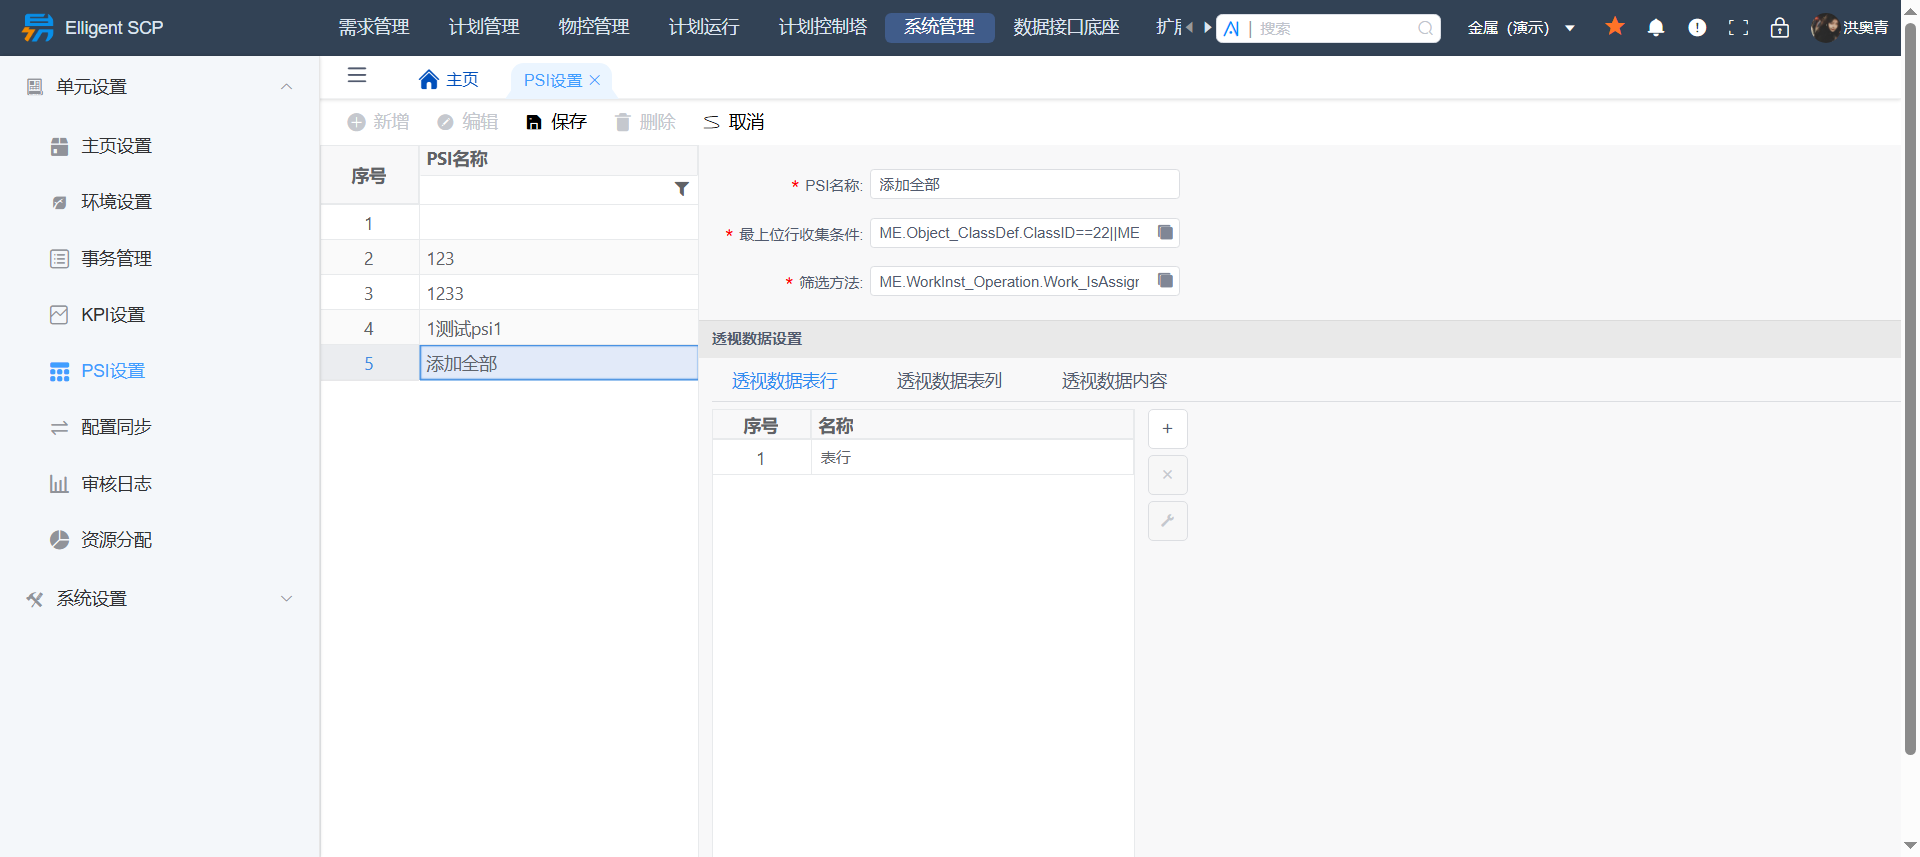 Elligent SCP
需求管理 计划管理 物控管理 计划运行 计划控制塔 系统管理 数据接口底座
AI | 搜索
金属 (演示)
洪奥青
单元设置
主页设置
环境设置
事务管理
KPI设置
PSI设置
配置同步
审核日志
资源分配
系统设置
主页
PSI设置
新增 编辑 保存 删除 取消
序号 PSI名称
1
2 123
3 1233
4 1测试psi1
5 添加全部
* PSI名称: 添加全部
* 最上位行收集条件: ME.Object_ClassDef.ClassID==22||ME
* 筛选方法: ME.WorkInst_Operation.Work_IsAssigr
透视数据设置
透视数据表行 透视数据表列 透视数据内容
序号 名称
1 表行